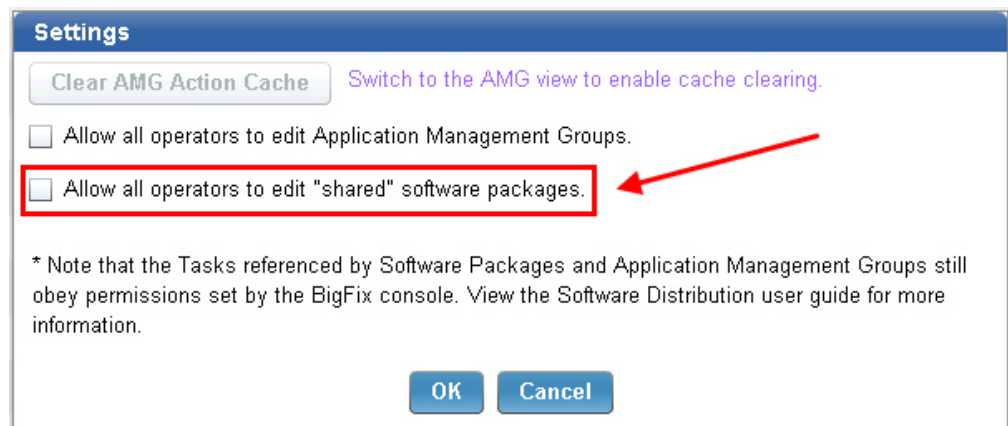 Settings
Clear AMG Action Cache Switch to the AMG view to enable cache clearing.
Allow all operators to edit Application Management Groups.
Allow all operators to edit "shared" software packages.
* Note that the Tasks referenced by Software Packages and Application Management Groups still
obey permissions set by the BigFix console. View the Software Distribution user guide for more
information.
OK Cancel